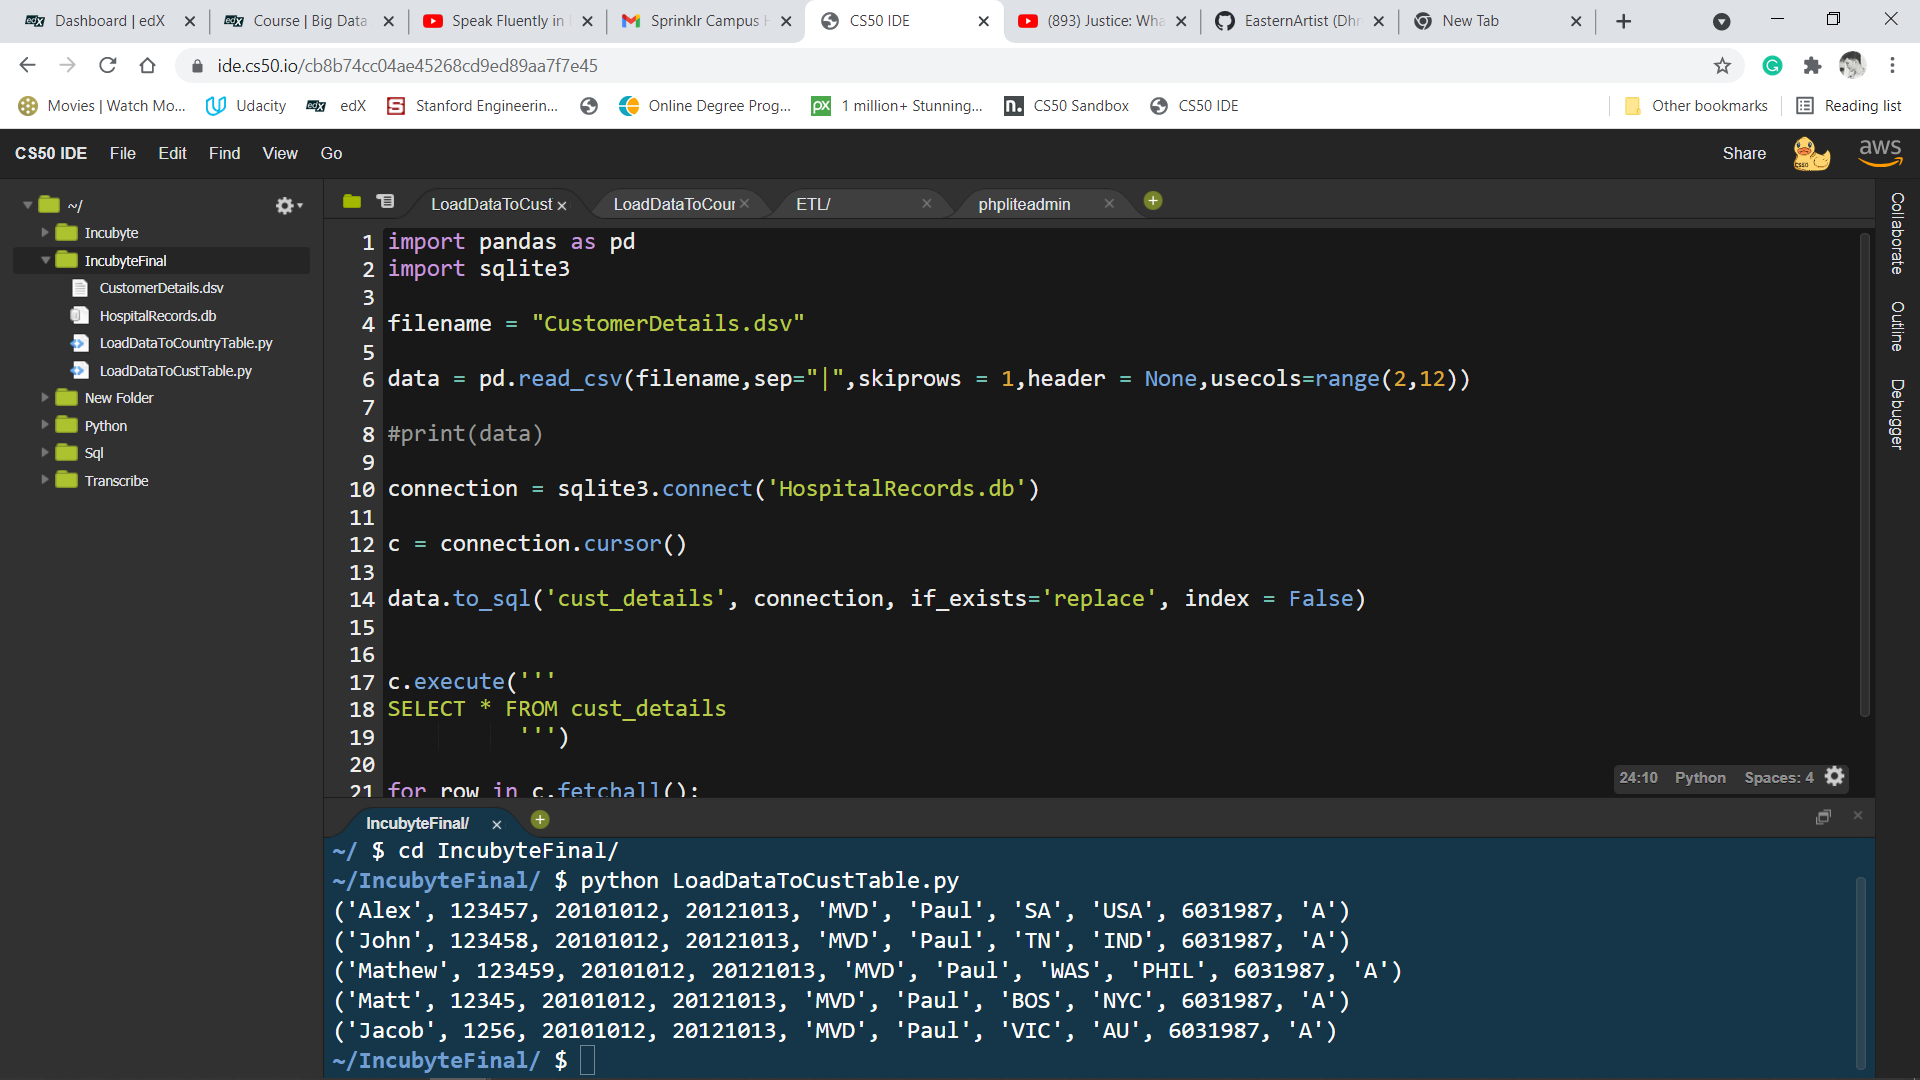 Dashboard | edX
Course | Big Data
Speak Fluently in
Sprinklr Campus H
CS50 IDE
(893) Justice: Wha
EasternArtist (Dhr
New Tab
ide.cs50.io/cb8b74cc04ae45268cd9ed89aa7f7e45
Movies | Watch Mo...
Udacity
edX
Stanford Engineerin...
Online Degree Prog...
1 million+ Stunning...
CS50 Sandbox
CS50 IDE
Other bookmarks
Reading list
CS50 IDE File Edit Find View Go
Share
aws
~/
Incubyte
IncubyteFinal
CustomerDetails.dsv
HospitalRecords.db
LoadDataToCountryTable.py
LoadDataToCustTable.py
New Folder
Python
Sql
Transcribe
LoadDataToCust
LoadDataToCour
ETL/
phpliteadmin
1 import pandas as pd
2 import sqlite3
3
4 filename = "CustomerDetails.dsv"
5
6 data = pd.read_csv(filename,sep="|",skiprows = 1,header = None,usecols=range(2,12))
7
8 #print(data)
9
10 connection = sqlite3.connect('HospitalRecords.db')
11
12 c = connection.cursor()
13
14 data.to_sql('cust_details', connection, if_exists='replace', index = False)
15
16
17 c.execute('''
18 SELECT * FROM cust_details
19 ''')
20
21 for row in c.fetchall():
24:10 Python Spaces: 4
Collaborate
Outline
Debugger
IncubyteFinal/
~/ $ cd IncubyteFinal/
~/IncubyteFinal/ $ python LoadDataToCustTable.py
('Alex', 123457, 20101012, 20121013, 'MVD', 'Paul', 'SA', 'USA', 6031987, 'A')
('John', 123458, 20101012, 20121013, 'MVD', 'Paul', 'TN', 'IND', 6031987, 'A')
('Mathew', 123459, 20101012, 20121013, 'MVD', 'Paul', 'WAS', 'PHIL', 6031987, 'A')
('Matt', 12345, 20101012, 20121013, 'MVD', 'Paul', 'BOS', 'NYC', 6031987, 'A')
('Jacob', 1256, 20101012, 20121013, 'MVD', 'Paul', 'VIC', 'AU', 6031987, 'A')
~/IncubyteFinal/ $